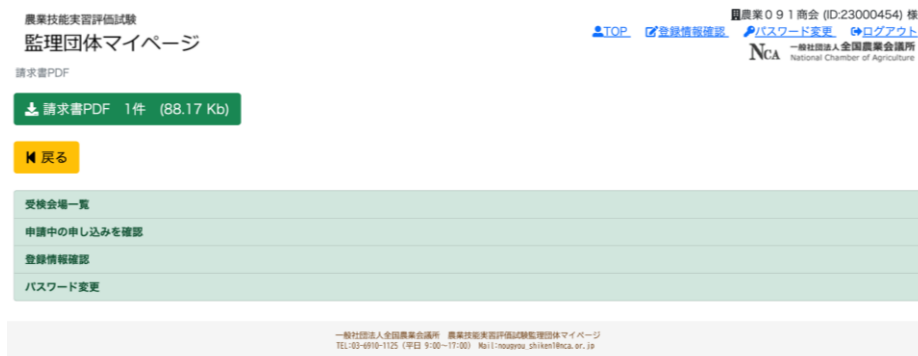 農業技能実習評価試験
監理団体マイページ
農業０９１商会 (ID:23000454) 様
TOP 登録情報確認 パスワード変更 ログアウト
NCA 一般社団法人全国農業会議所
National Chamber of Agriculture
請求書PDF
請求書PDF 1件 (88.17 Kb)
戻る
受検会場一覧
申請中の申し込みを確認
登録情報確認
パスワード変更
一般社団法人全国農業会議所 農業技能実習評価試験監理団体マイページ
TEL:03-6910-1125 (平日 9:00~17:00) Mail:nougyou_shiken1@nca.or.jp